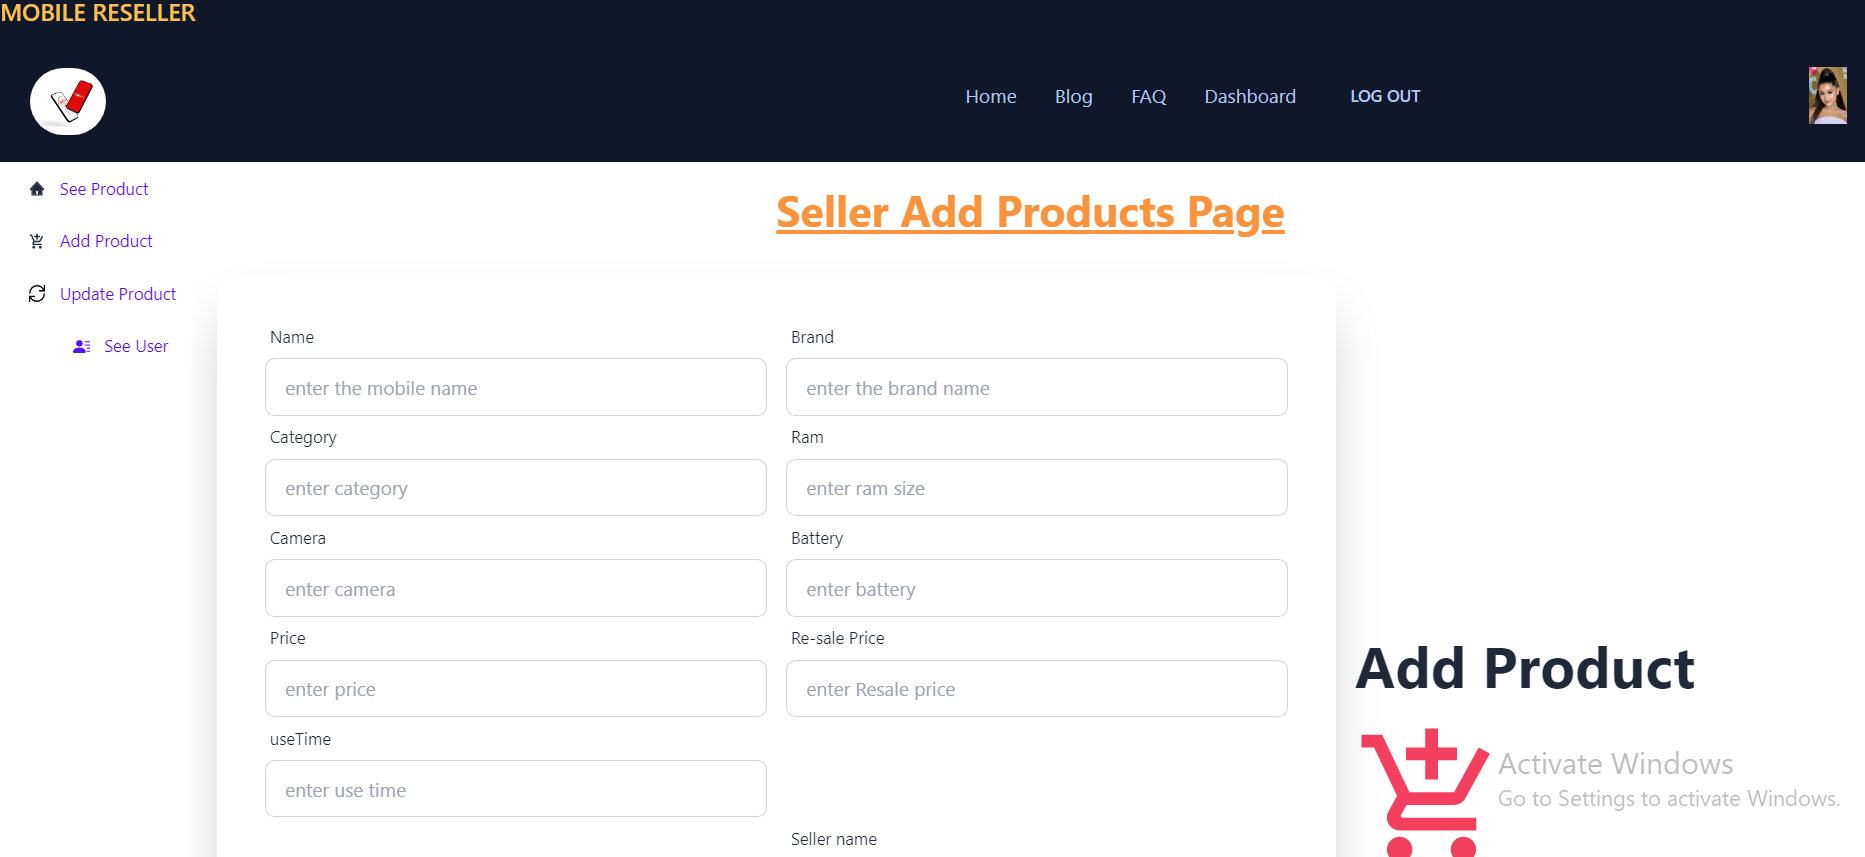 MOBILE RESELLER
Home Blog FAQ Dashboard LOG OUT
See Product
Add Product
Update Product
See User
Seller Add Products Page
Name Brand
enter the mobile name enter the brand name
Category Ram
enter category enter ram size
Camera Battery
enter camera enter battery
Price Re-sale Price
enter price enter Resale price
useTime
enter use time
Seller name
Add Product
Activate Windows
Go to Settings to activate Windows.